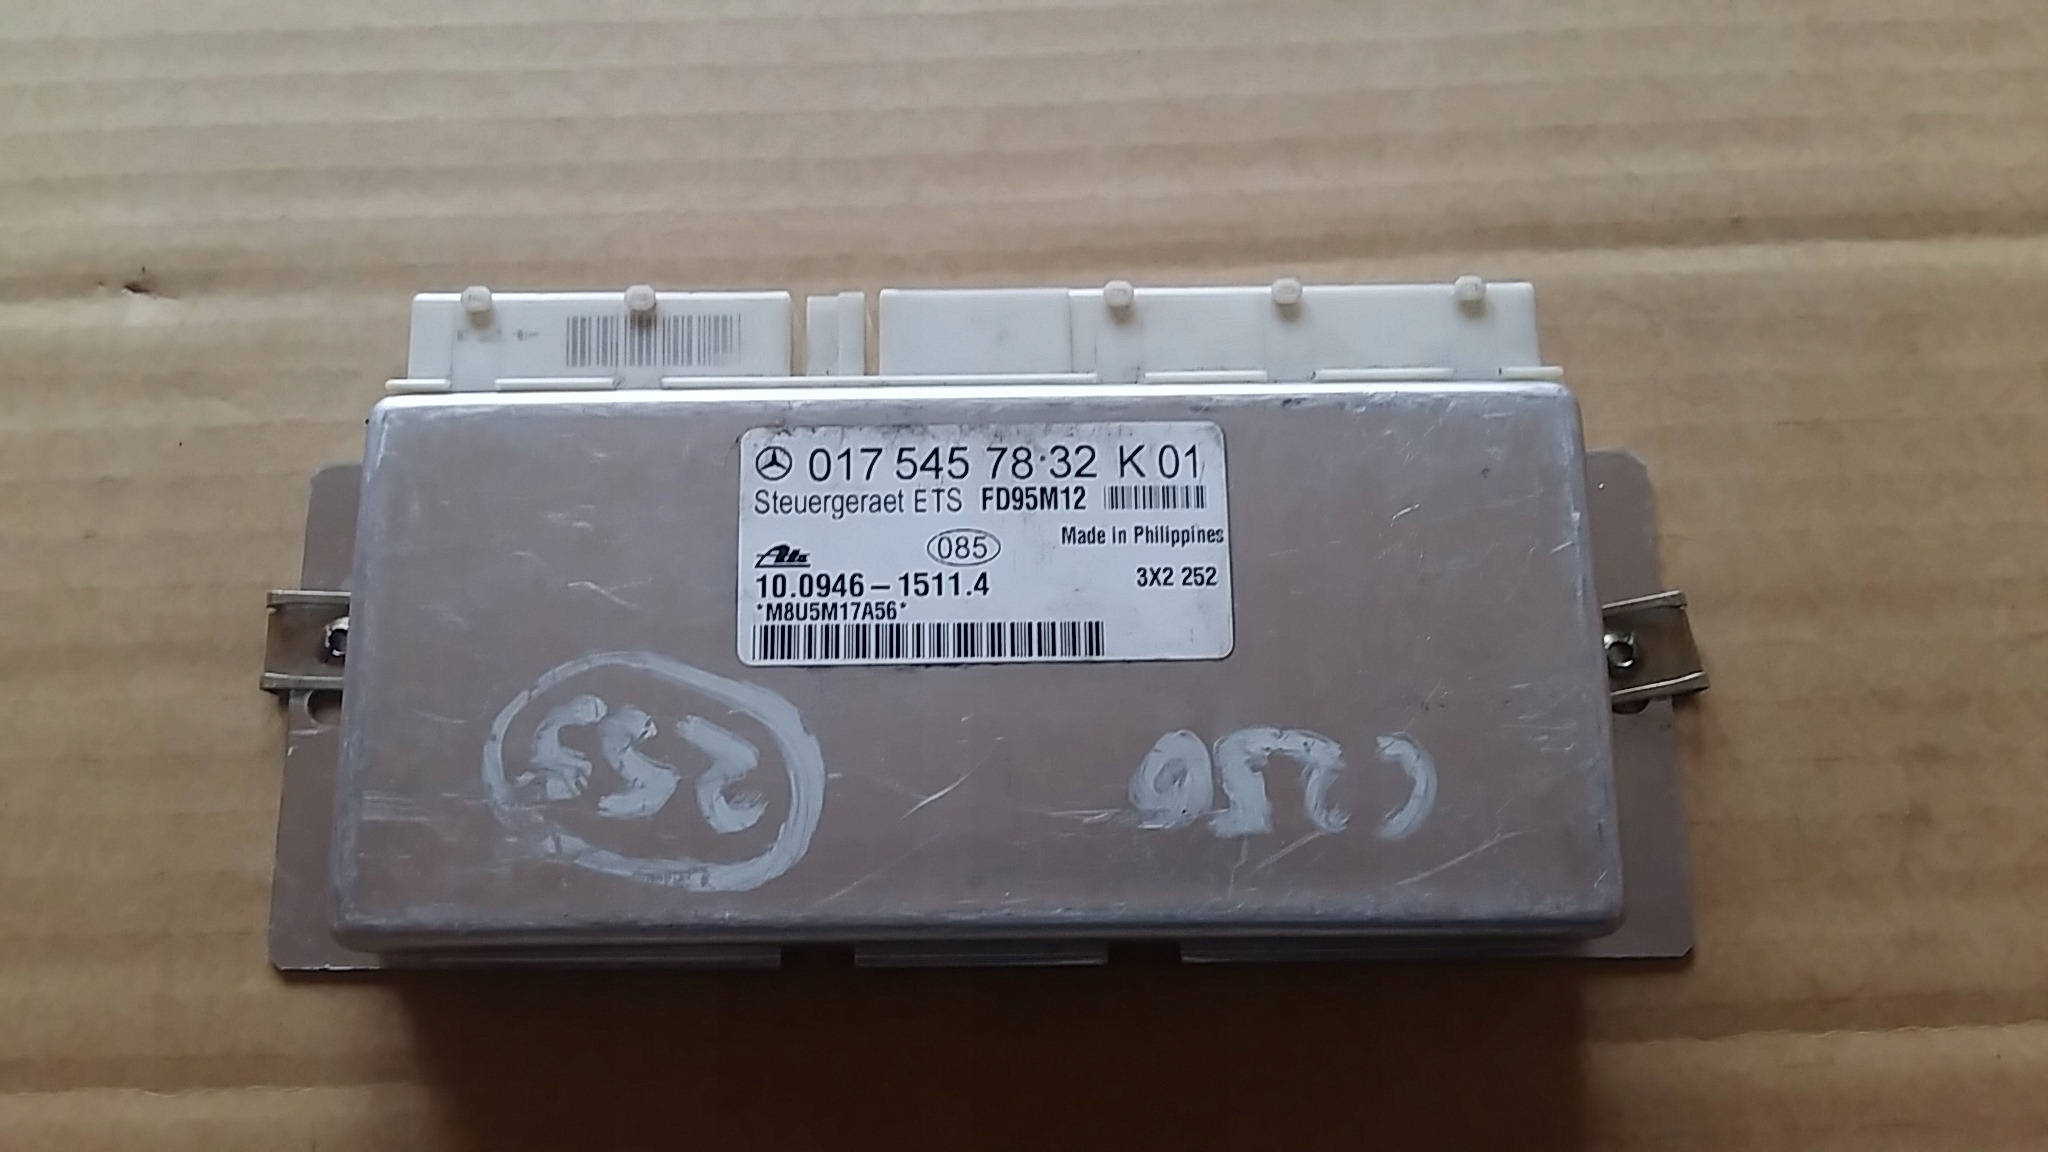 017 545 78·32 K 01
Steuergeraet ETS FD95M12
Made in Philippines
Ate 085
10.0946–1511.4 3X2 252
*M8U5M17A56*